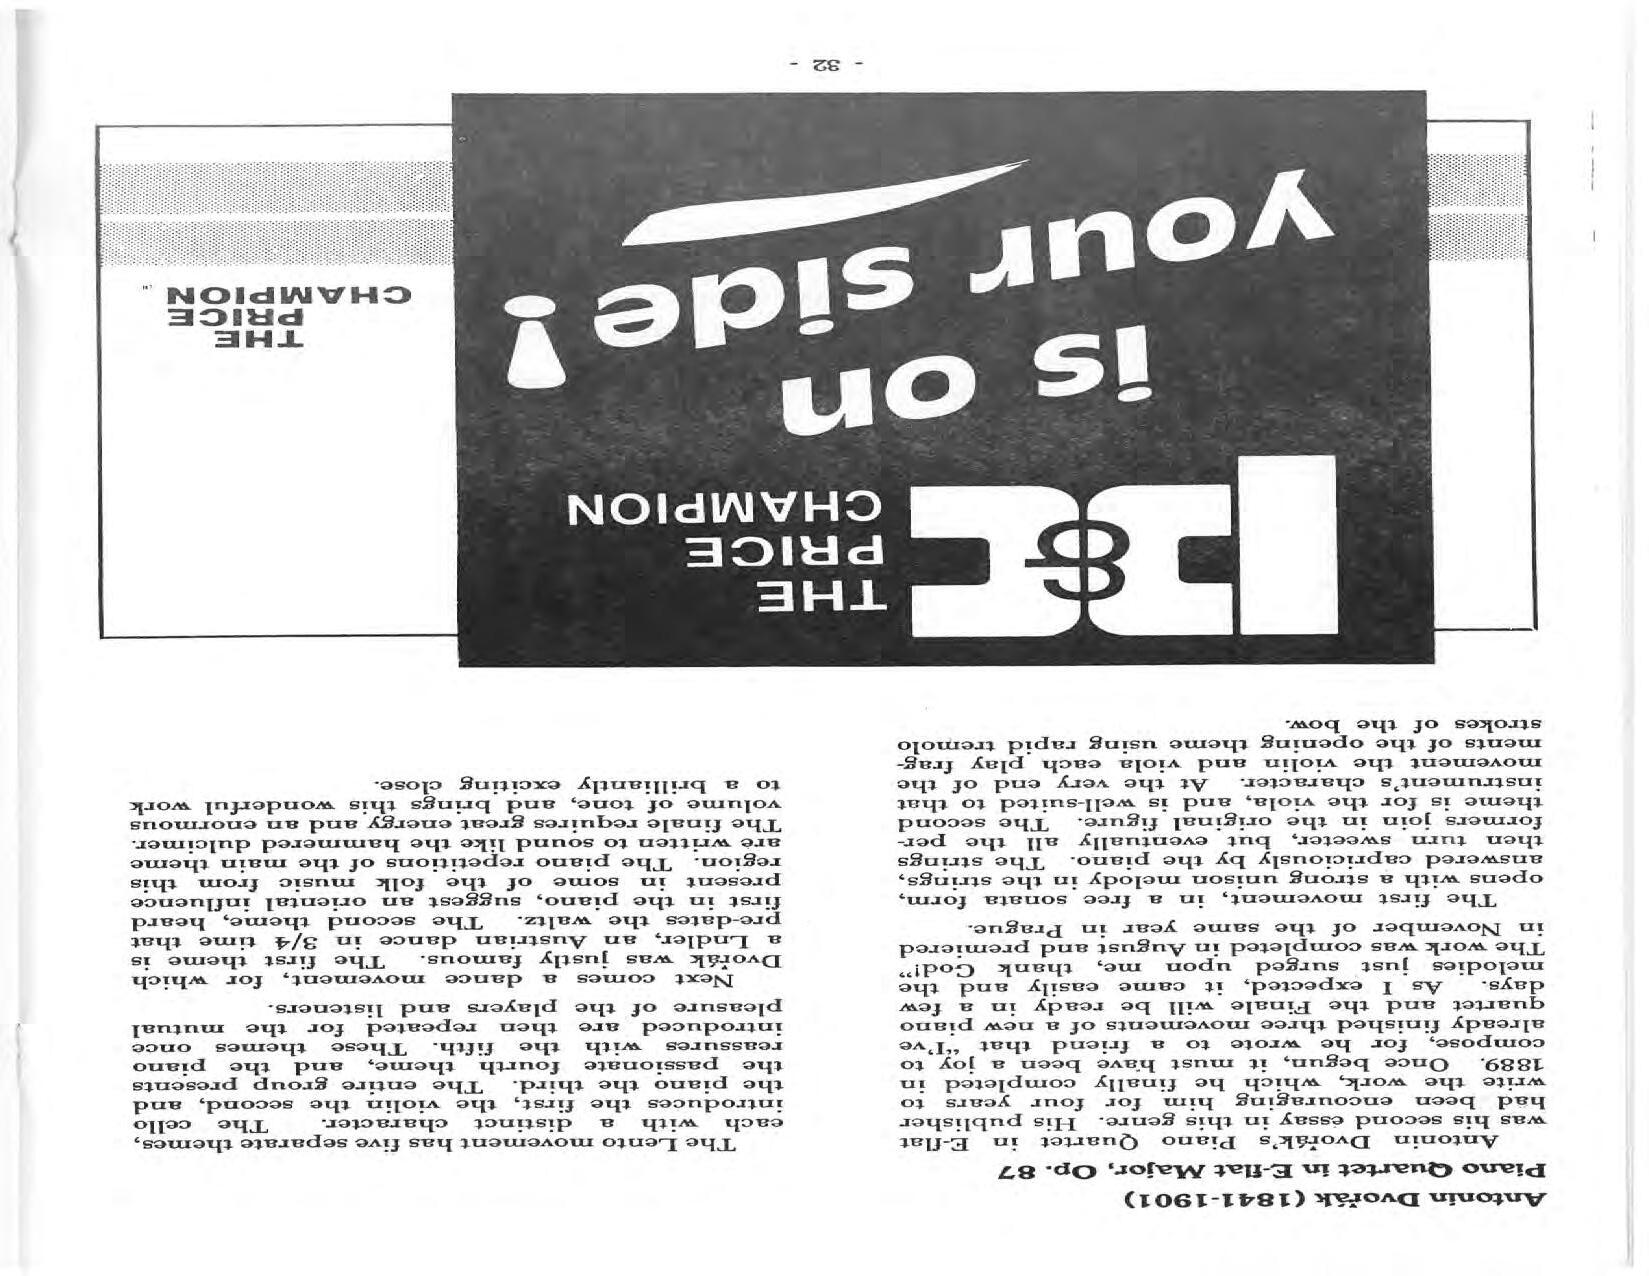 Antonin Dvořák (1841-1901)
Piano Quartet in E-flat Major, Op. 87
Antonin Dvořák's Piano Quartet in E-flat
was his second essay in this genre. His publisher
had been encouraging him for four years to
write the work, which he finally completed in
1889. Once begun, it must have been a joy to
compose, for he wrote to a friend that "I've
already finished three movements of a new piano
quartet and the Finale will be ready in a few
days. As I expected, it came easily and the
melodies just surged upon me, thank God!"
The work was completed in August and premiered
in November of the same year in Prague.
The first movement, in a free sonata form,
opens with a strong unison melody in the strings,
answered capriciously by the piano. The strings
then turn sweeter, but eventually all the per-
formers join in the original figure. The second
theme is for the viola, and is well-suited to that
instrument's character. At the very end of the
movement the violin and viola each play frag-
ments of the opening theme using rapid tremolo
strokes of the bow.
The Lento movement has five separate themes,
each with a distinct character. The cello
introduces the first, the violin the second, and
the piano the third. The entire group presents
the passionate fourth theme, and the piano
reassures with the fifth. These themes once
introduced are then repeated for the mutual
pleasure of the players and listeners.
Next comes a dance movement, for which
Dvořák was justly famous. The first theme is
a Lndler, an Austrian dance in 3/4 time that
pre-dates the waltz. The second theme, heard
first in the piano, suggest an oriental influence
present in some of the folk music from this
region. The piano repetitions of the main theme
are written to sound like the hammered dulcimer.
The finale requires great energy and an enormous
volume of tone, and brings this wonderful work
to a brilliantly exciting close.
D&C
THE
PRICE
CHAMPION
is on
your side!
THE
PRICE
CHAMPION
- 32 -